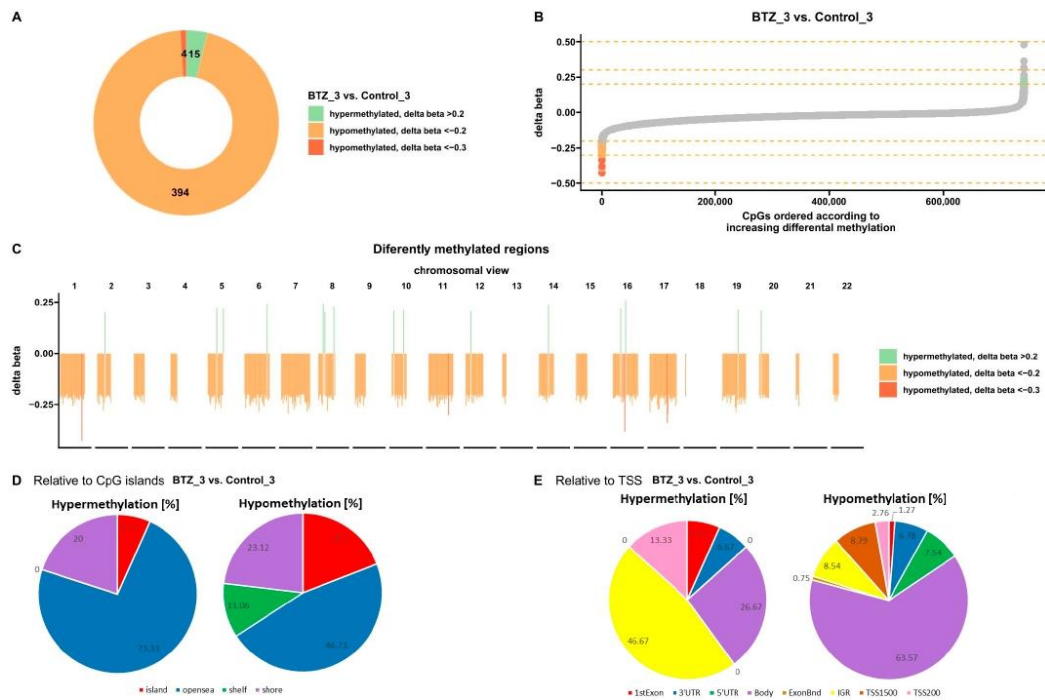 A
4
15
394
BTZ_3 vs. Control_3
hypermethylated, delta beta >0.2
hypomethylated, delta beta <−0.2
hypomethylated, delta beta <−0.3
B
BTZ_3 vs. Control_3
delta beta
0.50
0.25
0.00
−0.25
−0.50
0
200,000
400,000
600,000
CpGs ordered according to
increasing differental methylation
C
Diferently methylated regions
chromosomal view
1 2 3 4 5 6 7 8 9 10 11 12 13 14 15 16 17 18 19 20 21 22
delta beta
0.25
0.00
−0.25
hypermethylated, delta beta >0.2
hypomethylated, delta beta <−0.2
hypomethylated, delta beta <−0.3
D Relative to CpG islands BTZ_3 vs. Control_3
Hypermethylation [%]
20
0
73.33
Hypomethylation [%]
23.12
11.06
46.73
island opensea shelf shore
E Relative to TSS BTZ_3 vs. Control_3
Hypermethylation [%]
0
13.33
6.67
0
26.67
46.67
0
Hypomethylation [%]
2.76
1.27
6.78
7.54
8.79
8.54
0.75
63.57
1stExon 3'UTR 5'UTR Body ExonBnd IGR TSS1500 TSS200